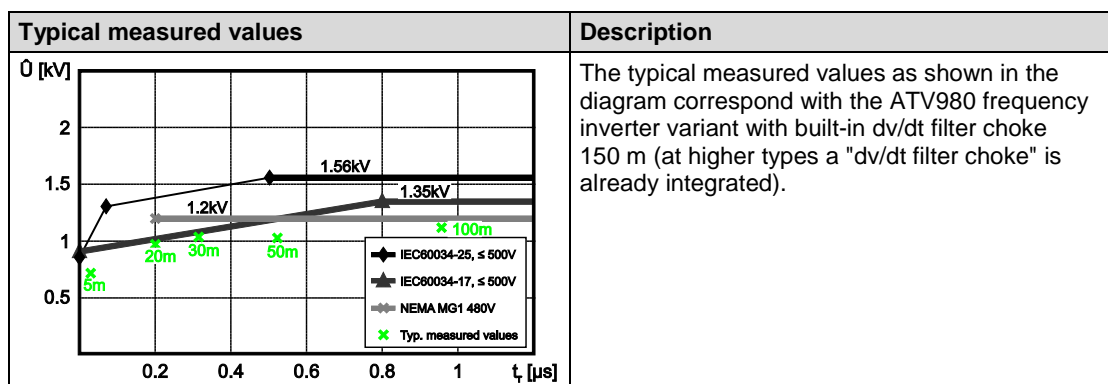 Typical measured values
Description
Û [kV]
2
1.5
1
0.5
1.56kV
1.35kV
1.2kV
5m
20m
30m
50m
100m
IEC60034-25, ≤ 500V
IEC60034-17, ≤ 500V
NEMA MG1 480V
Typ. measured values
0.2
0.4
0.6
0.8
1
tr [µs]
The typical measured values as shown in the
diagram correspond with the ATV980 frequency
inverter variant with built-in dv/dt filter choke
150 m (at higher types a "dv/dt filter choke" is
already integrated).